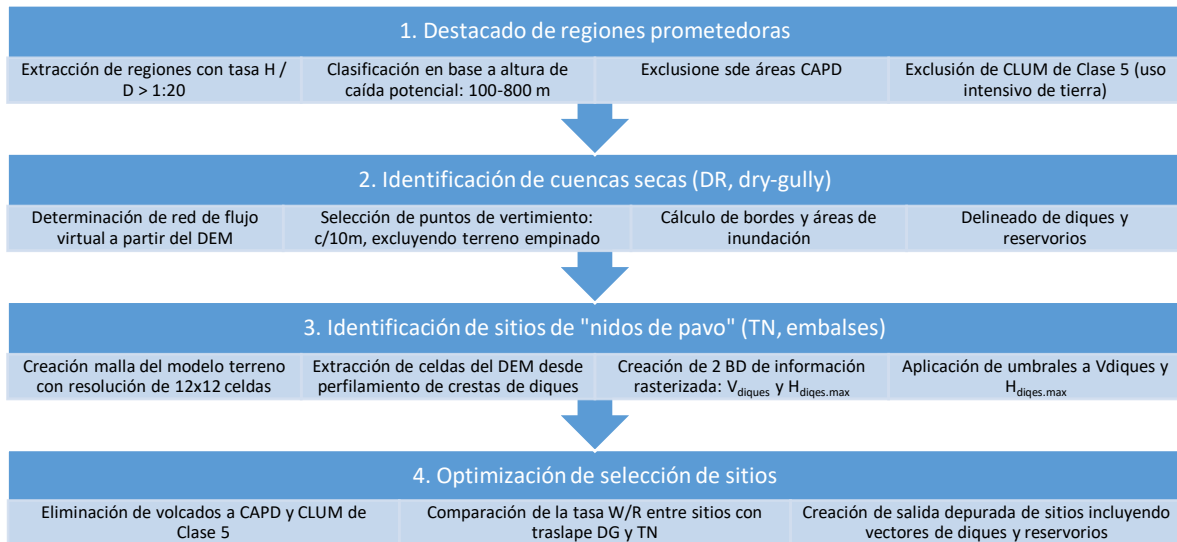 1. Destacado de regiones prometedoras
Extracción de regiones con tasa H /
D > 1:20
Clasificación en base a altura de
caída potencial: 100-800 m
Exclusione sde áreas CAPD
Exclusión de CLUM de Clase 5 (uso
intensivo de tierra)
2. Identificación de cuencas secas (DR, dry-gully)
Determinación de red de flujo
virtual a partir del DEM
Selección de puntos de vertimiento:
c/10m, excluyendo terreno empinado
Cálculo de bordes y áreas de
inundación
Delineado de diques y
reservorios
3. Identificación de sitios de "nidos de pavo" (TN, embalses)
Creación malla del modelo terreno
con resolución de 12x12 celdas
Extracción de celdas del DEM desde
perfilamiento de crestas de diques
Creación de 2 BD de información
rasterizada: Vdiques y Hdiqes.max
Aplicación de umbrales a Vdiques y
Hdiqes.max
4. Optimización de selección de sitios
Eliminación de volcados a CAPD y CLUM de
Clase 5
Comparación de la tasa W/R entre sitios con
traslape DG y TN
Creación de salida depurada de sitios incluyendo
vectores de diques y reservorios